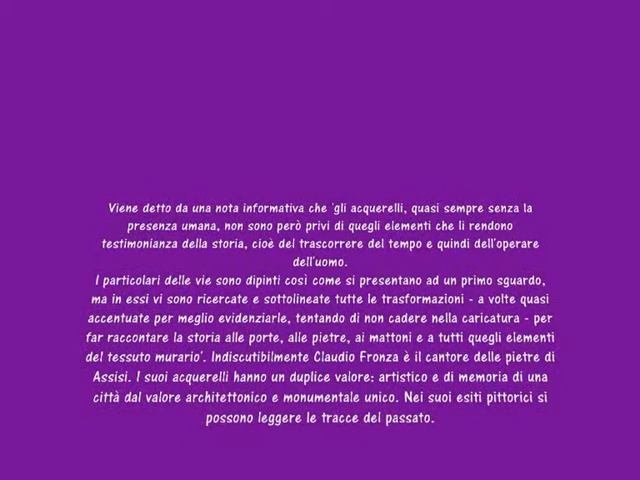 Viene detto da una nota informativa che 'gli acquerelli, quasi sempre senza la
presenza umana, non sono però privi di quegli elementi che li rendono
testimonianza della storia, cioè del trascorrere del tempo e quindi dell'operare
dell'uomo.
I particolari delle vie sono dipinti così come si presentano ad un primo sguardo,
ma in essi vi sono ricercate e sottolineate tutte le trasformazioni - a volte quasi
accentuate per meglio evidenziarle, tentando di non cadere nella caricatura - per
far raccontare la storia alle porte, alle pietre, ai mattoni e a tutti quegli elementi
del tessuto murario'. Indiscutibilmente Claudio Fronza è il cantore delle pietre di
Assisi. I suoi acquerelli hanno un duplice valore: artistico e di memoria di una
città dal valore architettonico e monumentale unico. Nei suoi esiti pittorici si
possono leggere le tracce del passato.